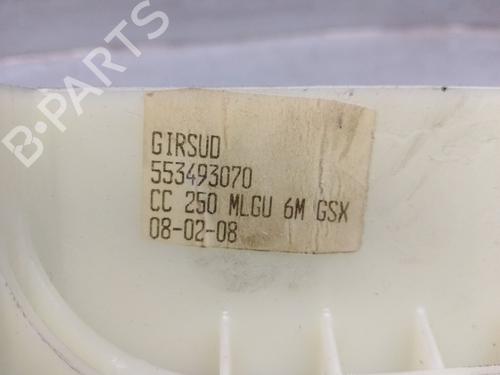 B-PARTS
GIRSUD
553493070
CC 250 MLGU 6M GSX
08-02-08